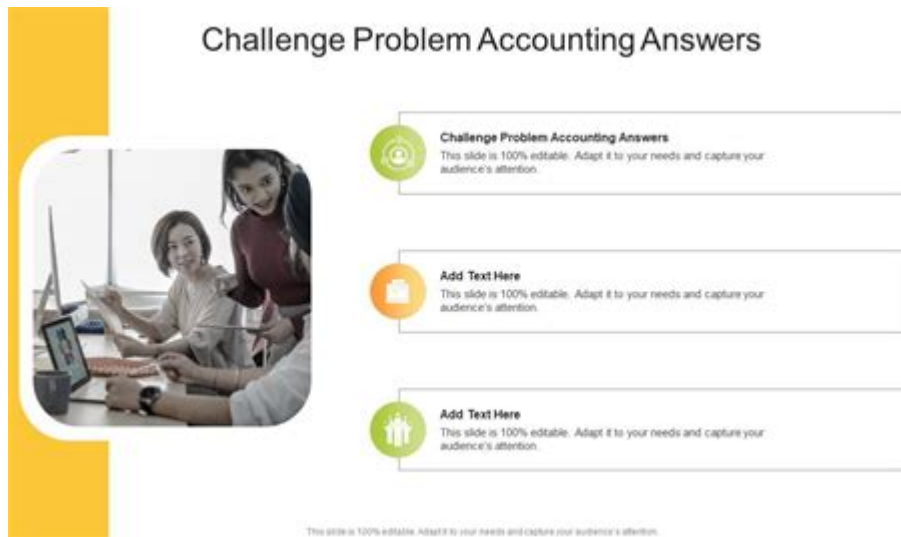 Challenge Problem Accounting Answers
Challenge Problem Accounting Answers
This slide is 100% editable. Adapt it to your needs and capture your
audience's attention.
Add Text Here
This slide is 100% editable. Adapt it to your needs and capture your
audience's attention.
Add Text Here
This slide is 100% editable. Adapt it to your needs and capture your
audience's attention.
This slide is 100% editable. Adapt it to your needs and capture your audience's attention.